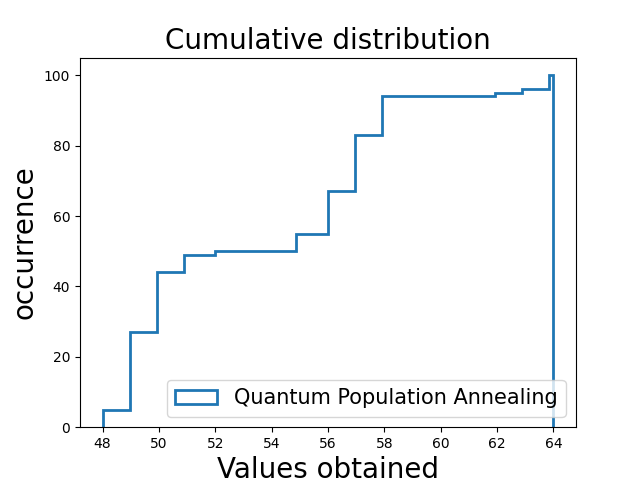 Cumulative distribution
occurrence
100
80
60
40
20
0
Quantum Population Annealing
48 50 52 54 56 58 60 62 64
Values obtained